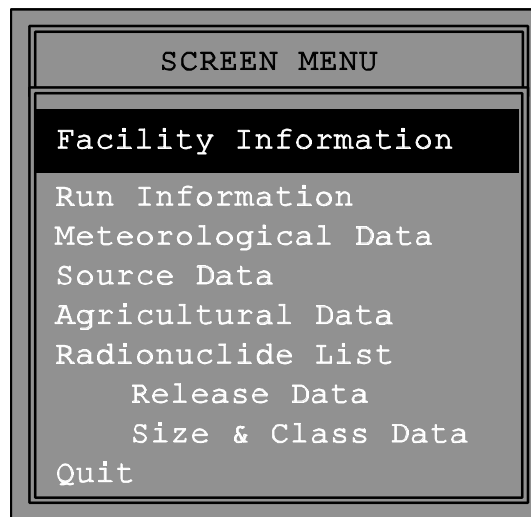 SCREEN MENU
Facility Information
Run Information
Meteorological Data
Source Data
Agricultural Data
Radionuclide List
Release Data
Size & Class Data
Quit